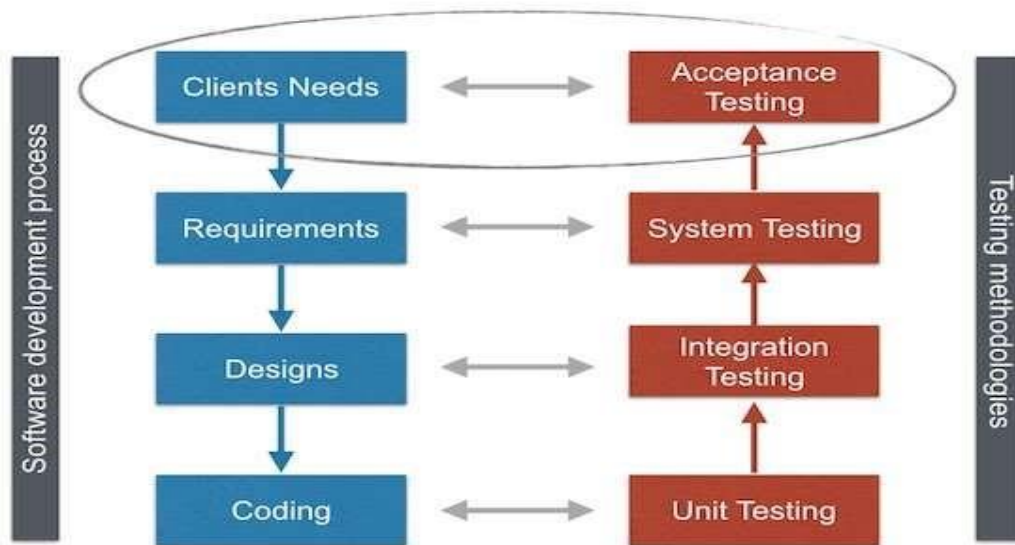 Software development process
Clients Needs
Acceptance
Testing
Requirements
System Testing
Designs
Integration
Testing
Coding
Unit Testing
Testing methodologies